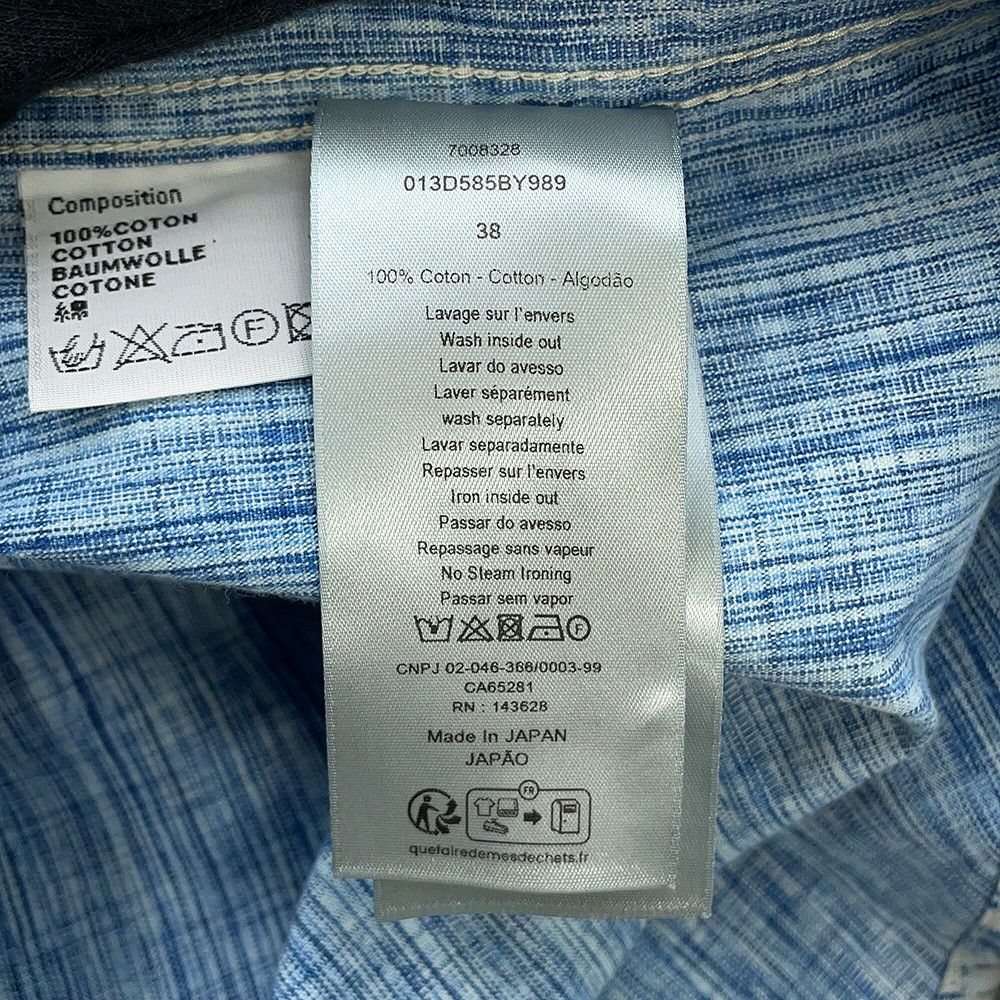 Composition
100%COTON
COTTON
BAUMWOLLE
COTONE
綿
F
7008328
013D585BY989
38
100% Coton - Cotton - Algodão
Lavage sur l'envers
Wash inside out
Lavar do avesso
Laver séparément
wash separately
Lavar separadamente
Repasser sur l'envers
Iron inside out
Passar do avesso
Repassage sans vapeur
No Steam Ironing
Passar sem vapor
F
CNPJ 02-046-366/0003-99
CA65281
RN : 143628
Made In JAPAN
JAPÃO
FR
quefairedemesdechets.fr